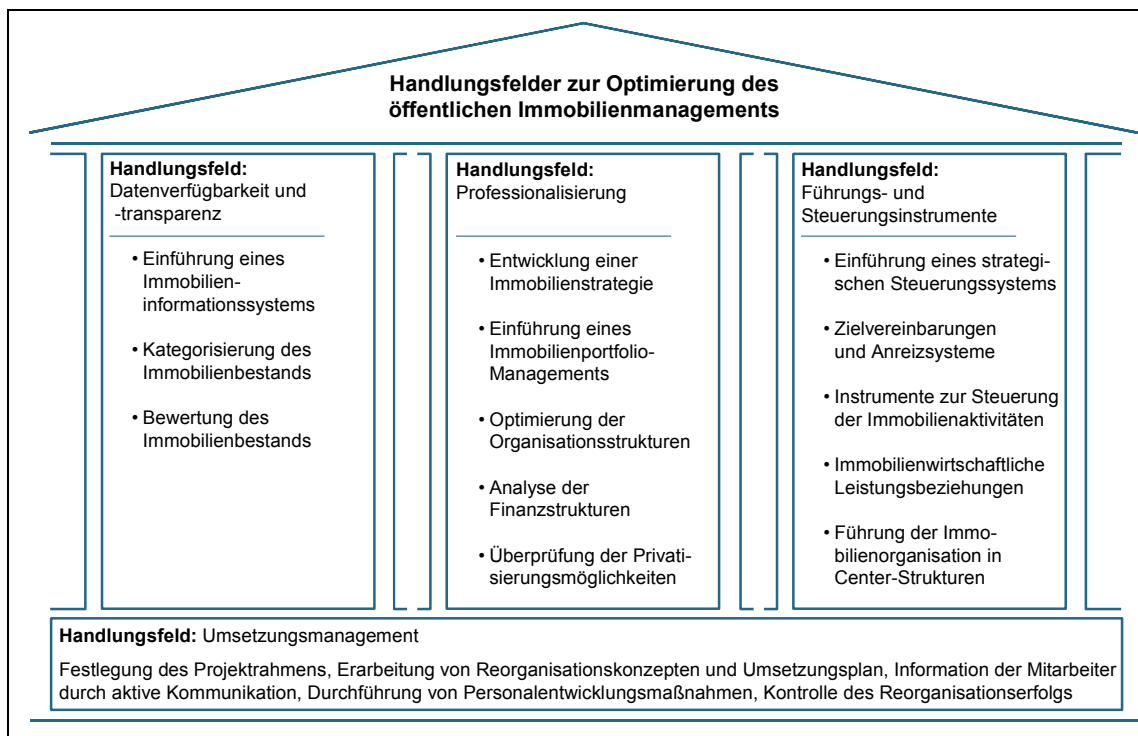 Handlungsfelder zur Optimierung des
öffentlichen Immobilienmanagements
Handlungsfeld:
Datenverfügbarkeit und
-transparenz
• Einführung eines
Immobilien-
informationssystems
• Kategorisierung des
Immobilienbestands
• Bewertung des
Immobilienbestands
Handlungsfeld:
Professionalisierung
• Entwicklung einer
Immobilienstrategie
• Einführung eines
Immobilienportfolio-
Managements
• Optimierung der
Organisationsstrukturen
• Analyse der
Finanzstrukturen
• Überprüfung der Privati-
sierungsmöglichkeiten
Handlungsfeld:
Führungs- und
Steuerungsinstrumente
• Einführung eines strategi-
schen Steuerungssystems
• Zielvereinbarungen
und Anreizsysteme
• Instrumente zur Steuerung
der Immobilienaktivitäten
• Immobilienwirtschaftliche
Leistungsbeziehungen
• Führung der Immo-
bilienorganisation in
Center-Strukturen
Handlungsfeld: Umsetzungsmanagement
Festlegung des Projektrahmens, Erarbeitung von Reorganisationskonzepten und Umsetzungsplan, Information der Mitarbeiter
durch aktive Kommunikation, Durchführung von Personalentwicklungsmaßnahmen, Kontrolle des Reorganisationserfolgs